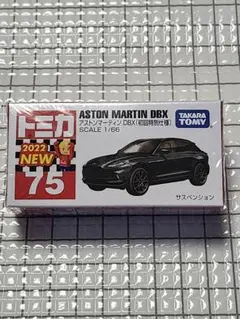 トミカ
2022!
NEW
75
ASTON MARTIN DBX
アストンマーティン DBX(初回特別仕様)
SCALE 1/66
TAKARA
TOMY
サスペンション